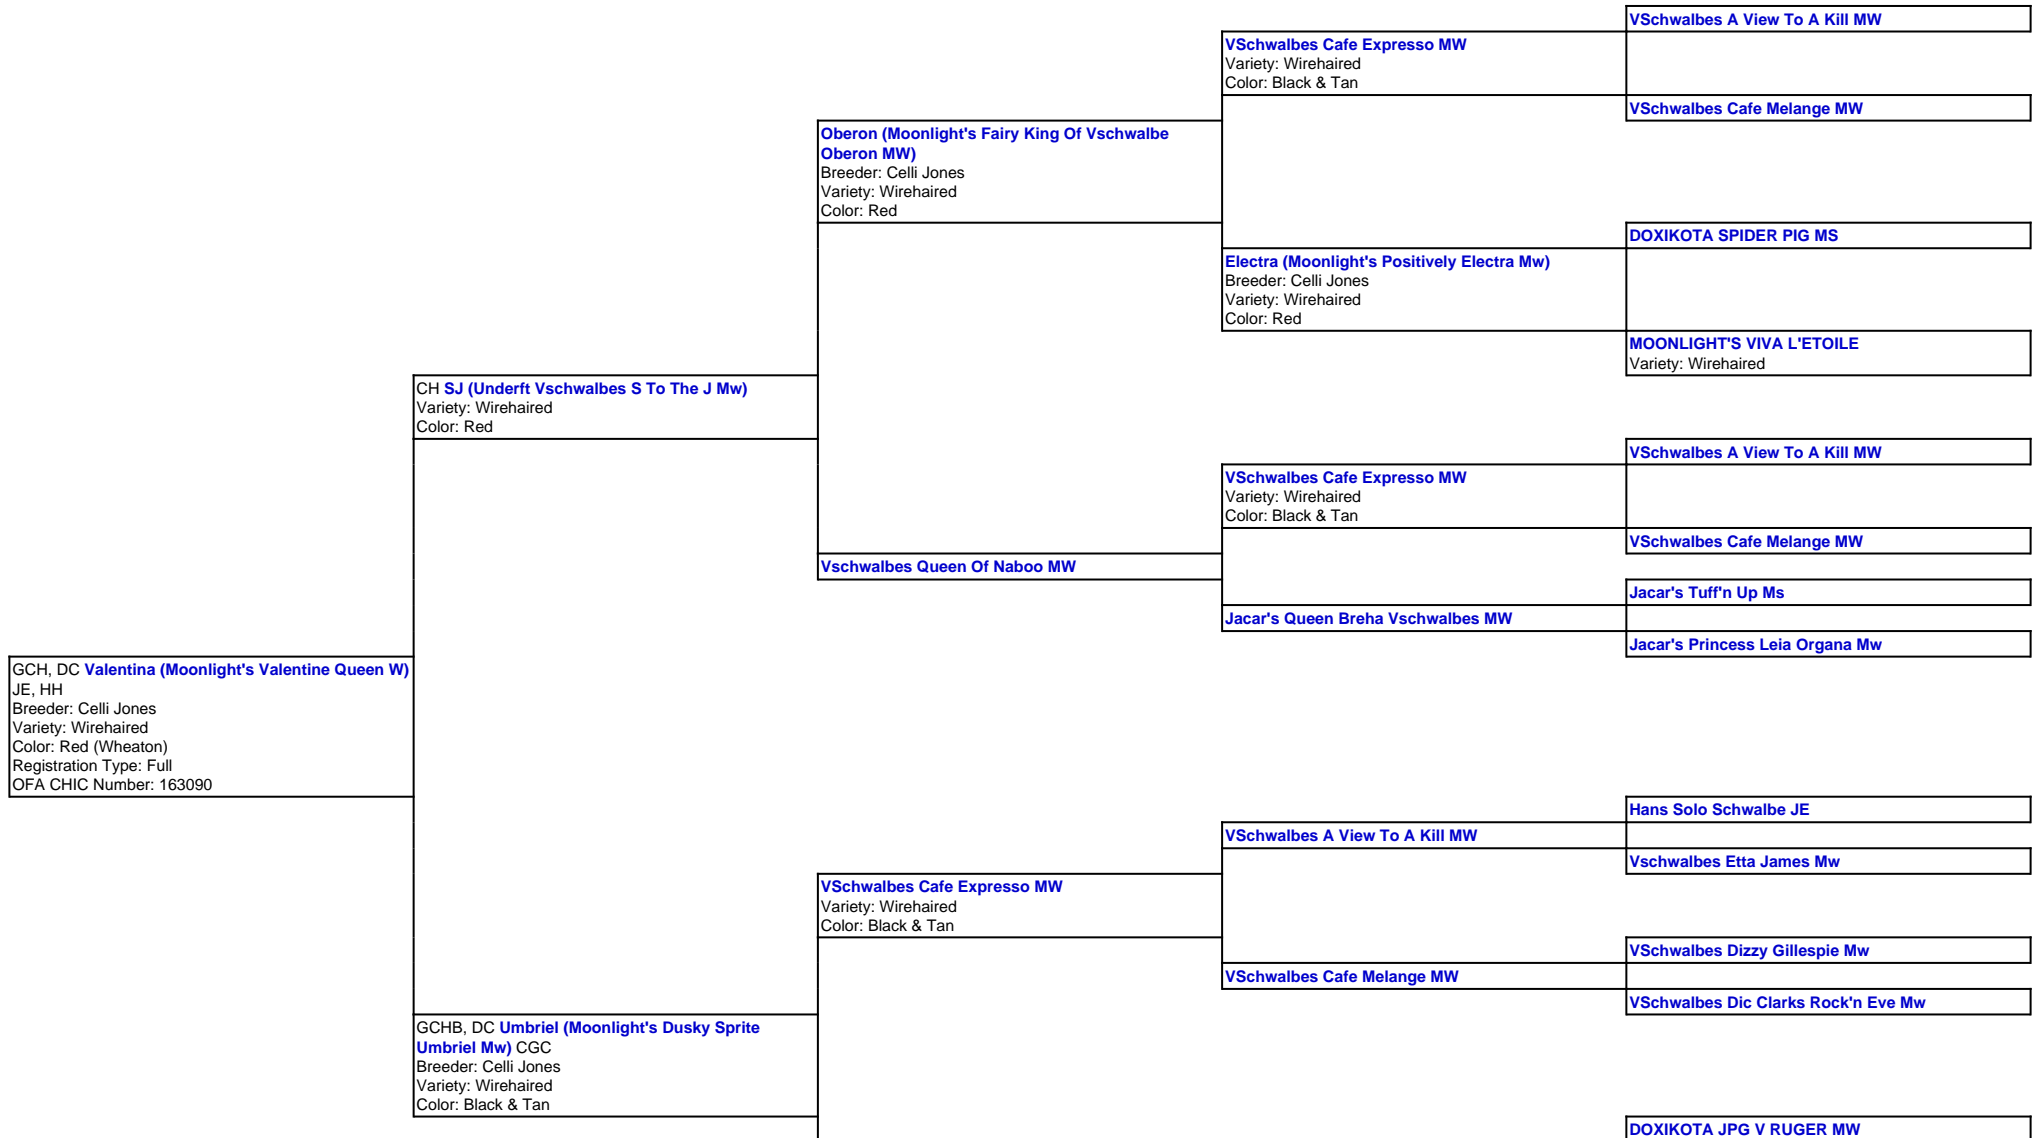 VSchwalbes A View To A Kill MW
VSchwalbes Cafe Expresso MW
Variety: Wirehaired
Color: Black & Tan
VSchwalbes Cafe Melange MW
Oberon (Moonlight's Fairy King Of Vschwalbe
Oberon MW)
Breeder: Celli Jones
Variety: Wirehaired
Color: Red
DOXIKOTA SPIDER PIG MS
Electra (Moonlight's Positively Electra Mw)
Breeder: Celli Jones
Variety: Wirehaired
Color: Red
MOONLIGHT'S VIVA L'ETOILE
Variety: Wirehaired
CH SJ (Underft Vschwalbes S To The J Mw)
Variety: Wirehaired
Color: Red
VSchwalbes A View To A Kill MW
VSchwalbes Cafe Expresso MW
Variety: Wirehaired
Color: Black & Tan
VSchwalbes Cafe Melange MW
Vschwalbes Queen Of Naboo MW
Jacar's Tuff'n Up Ms
Jacar's Queen Breha Vschwalbes MW
Jacar's Princess Leia Organa Mw
GCH, DC Valentina (Moonlight's Valentine Queen W)
JE, HH
Breeder: Celli Jones
Variety: Wirehaired
Color: Red (Wheaton)
Registration Type: Full
OFA CHIC Number: 163090
Hans Solo Schwalbe JE
VSchwalbes A View To A Kill MW
Vschwalbes Etta James Mw
VSchwalbes Cafe Expresso MW
Variety: Wirehaired
Color: Black & Tan
VSchwalbes Dizzy Gillespie Mw
VSchwalbes Cafe Melange MW
VSchwalbes Dic Clarks Rock'n Eve Mw
GCHB, DC Umbriel (Moonlight's Dusky Sprite
Umbriel Mw) CGC
Breeder: Celli Jones
Variety: Wirehaired
Color: Black & Tan
DOXIKOTA JPG V RUGER MW